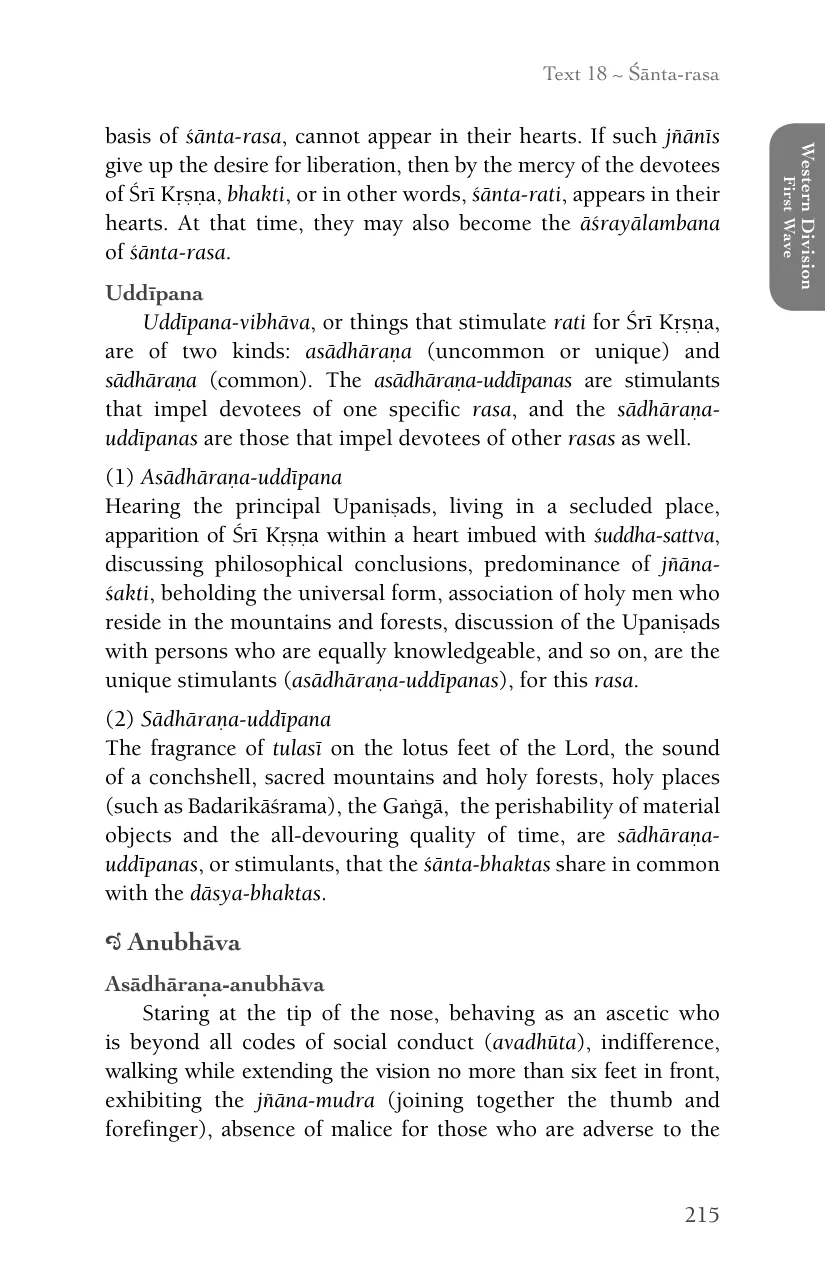 Text 18 ~ Śānta-rasa
Western Division
First Wave
basis of śānta-rasa, cannot appear in their hearts. If such jñānīs
give up the desire for liberation, then by the mercy of the devotees
of Śrī Kṛṣṇa, bhakti, or in other words, śānta-rati, appears in their
hearts. At that time, they may also become the āśrayālambana
of śānta-rasa.
Uddīpana
Uddīpana-vibhāva, or things that stimulate rati for Śrī Kṛṣṇa,
are of two kinds: asādhāraṇa (uncommon or unique) and
sādhāraṇa (common). The asādhāraṇa-uddīpanas are stimulants
that impel devotees of one specific rasa, and the sādhāraṇa-
uddīpanas are those that impel devotees of other rasas as well.
(1) Asādhāraṇa-uddīpana
Hearing the principal Upaniṣads, living in a secluded place,
apparition of Śrī Kṛṣṇa within a heart imbued with śuddha-sattva,
discussing philosophical conclusions, predominance of jñāna-
śakti, beholding the universal form, association of holy men who
reside in the mountains and forests, discussion of the Upaniṣads
with persons who are equally knowledgeable, and so on, are the
unique stimulants (asādhāraṇa-uddīpanas), for this rasa.
(2) Sādhāraṇa-uddīpana
The fragrance of tulasī on the lotus feet of the Lord, the sound
of a conchshell, sacred mountains and holy forests, holy places
(such as Badarikāśrama), the Gaṅgā, the perishability of material
objects and the all-devouring quality of time, are sādhāraṇa-
uddīpanas, or stimulants, that the śānta-bhaktas share in common
with the dāsya-bhaktas.
Anubhāva
Asādhāraṇa-anubhāva
Staring at the tip of the nose, behaving as an ascetic who
is beyond all codes of social conduct (avadhūta), indifference,
walking while extending the vision no more than six feet in front,
exhibiting the jñāna-mudra (joining together the thumb and
forefinger), absence of malice for those who are adverse to the
215